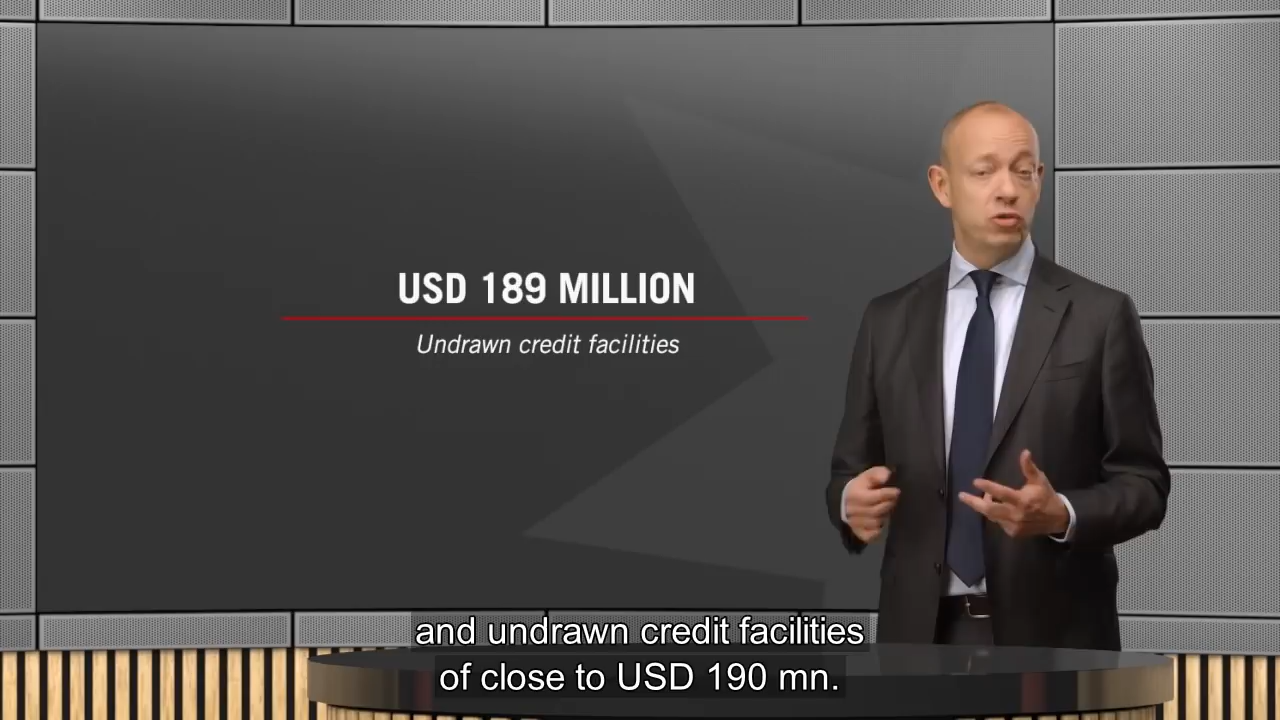 USD 189 MILLION
Undrawn credit facilities
and undrawn credit facilities
of close to USD 190 mn.